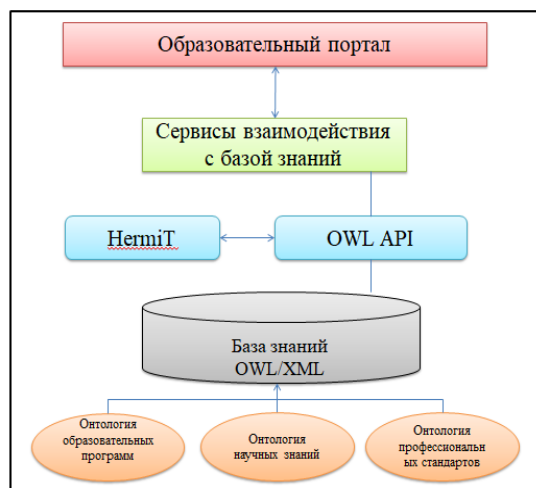 Образовательный портал
Сервисы взаимодействия
с базой знаний
HermiT
OWL API
База знаний
OWL/XML
Онтология
образовательных
программ
Онтология
научных знаний
Онтология
профессиональн
ых стандартов